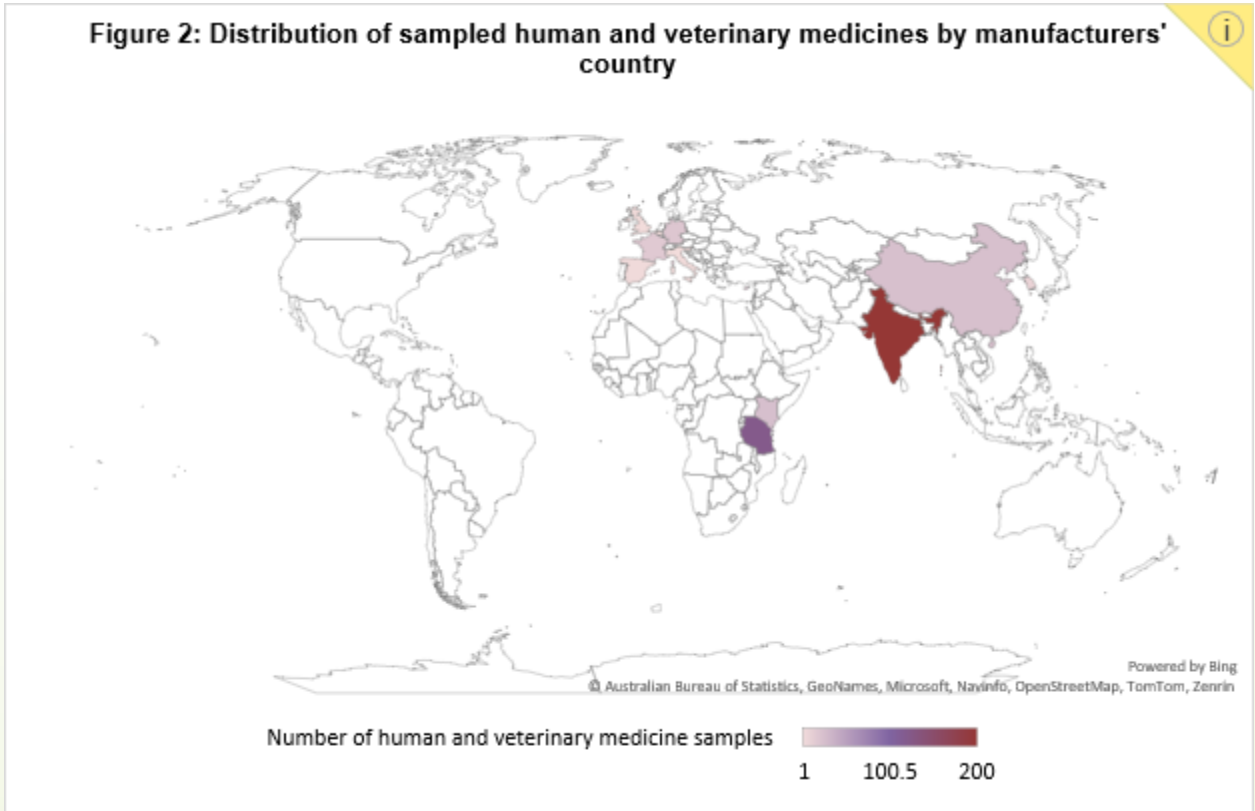 Figure 2: Distribution of sampled human and veterinary medicines by manufacturers'
country
i
Powered by Bing
© Australian Bureau of Statistics, GeoNames, Microsoft, Navinfo, OpenStreetMap, TomTom, Zenrin
Number of human and veterinary medicine samples
1 100.5 200